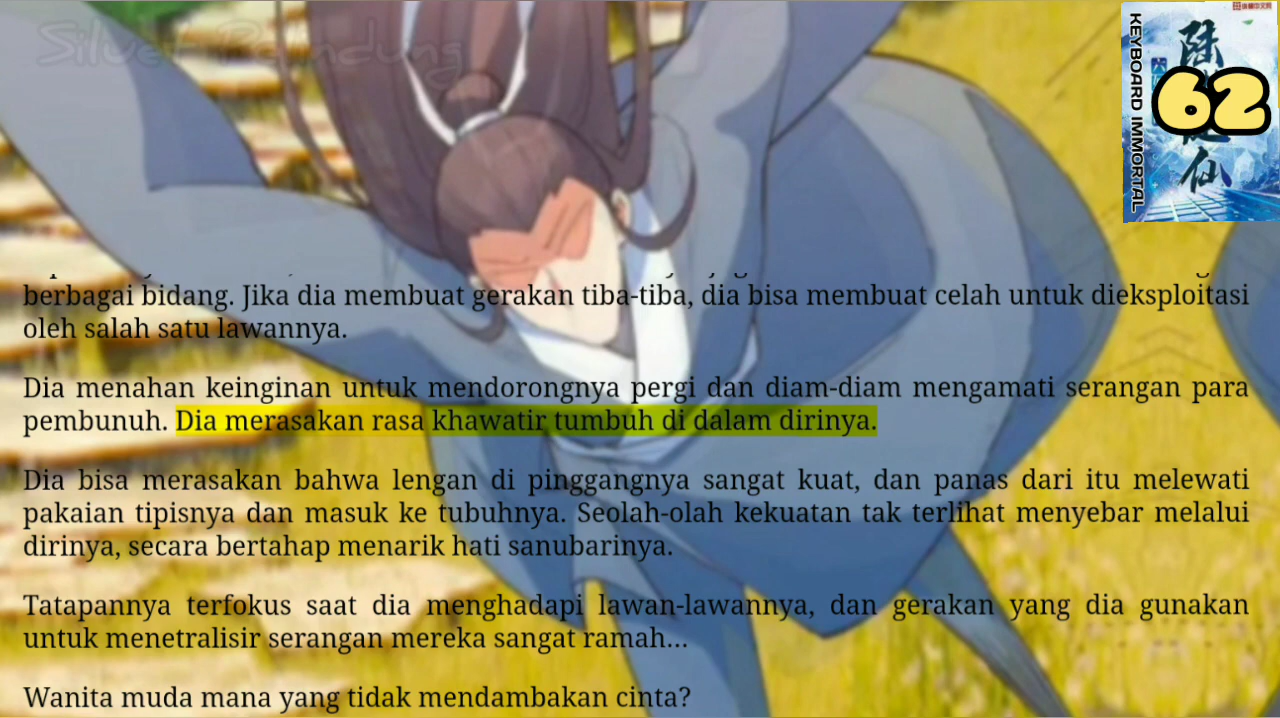 Silver Pelindung
KEYBOARD IMMORTAL
62
仙
berbagai bidang. Jika dia membuat gerakan tiba-tiba, dia bisa membuat celah untuk dieksploitasi
oleh salah satu lawannya.
Dia menahan keinginan untuk mendorongnya pergi dan diam-diam mengamati serangan para
pembunuh. Dia merasakan rasa khawatir tumbuh di dalam dirinya.
Dia bisa merasakan bahwa lengan di pinggangnya sangat kuat, dan panas dari itu melewati
pakaian tipisnya dan masuk ke tubuhnya. Seolah-olah kekuatan tak terlihat menyebar melalui
dirinya, secara bertahap menarik hati sanubarinya.
Tatapannya terfokus saat dia menghadapi lawan-lawannya, dan gerakan yang dia gunakan
untuk menetralisir serangan mereka sangat ramah...
Wanita muda mana yang tidak mendambakan cinta?